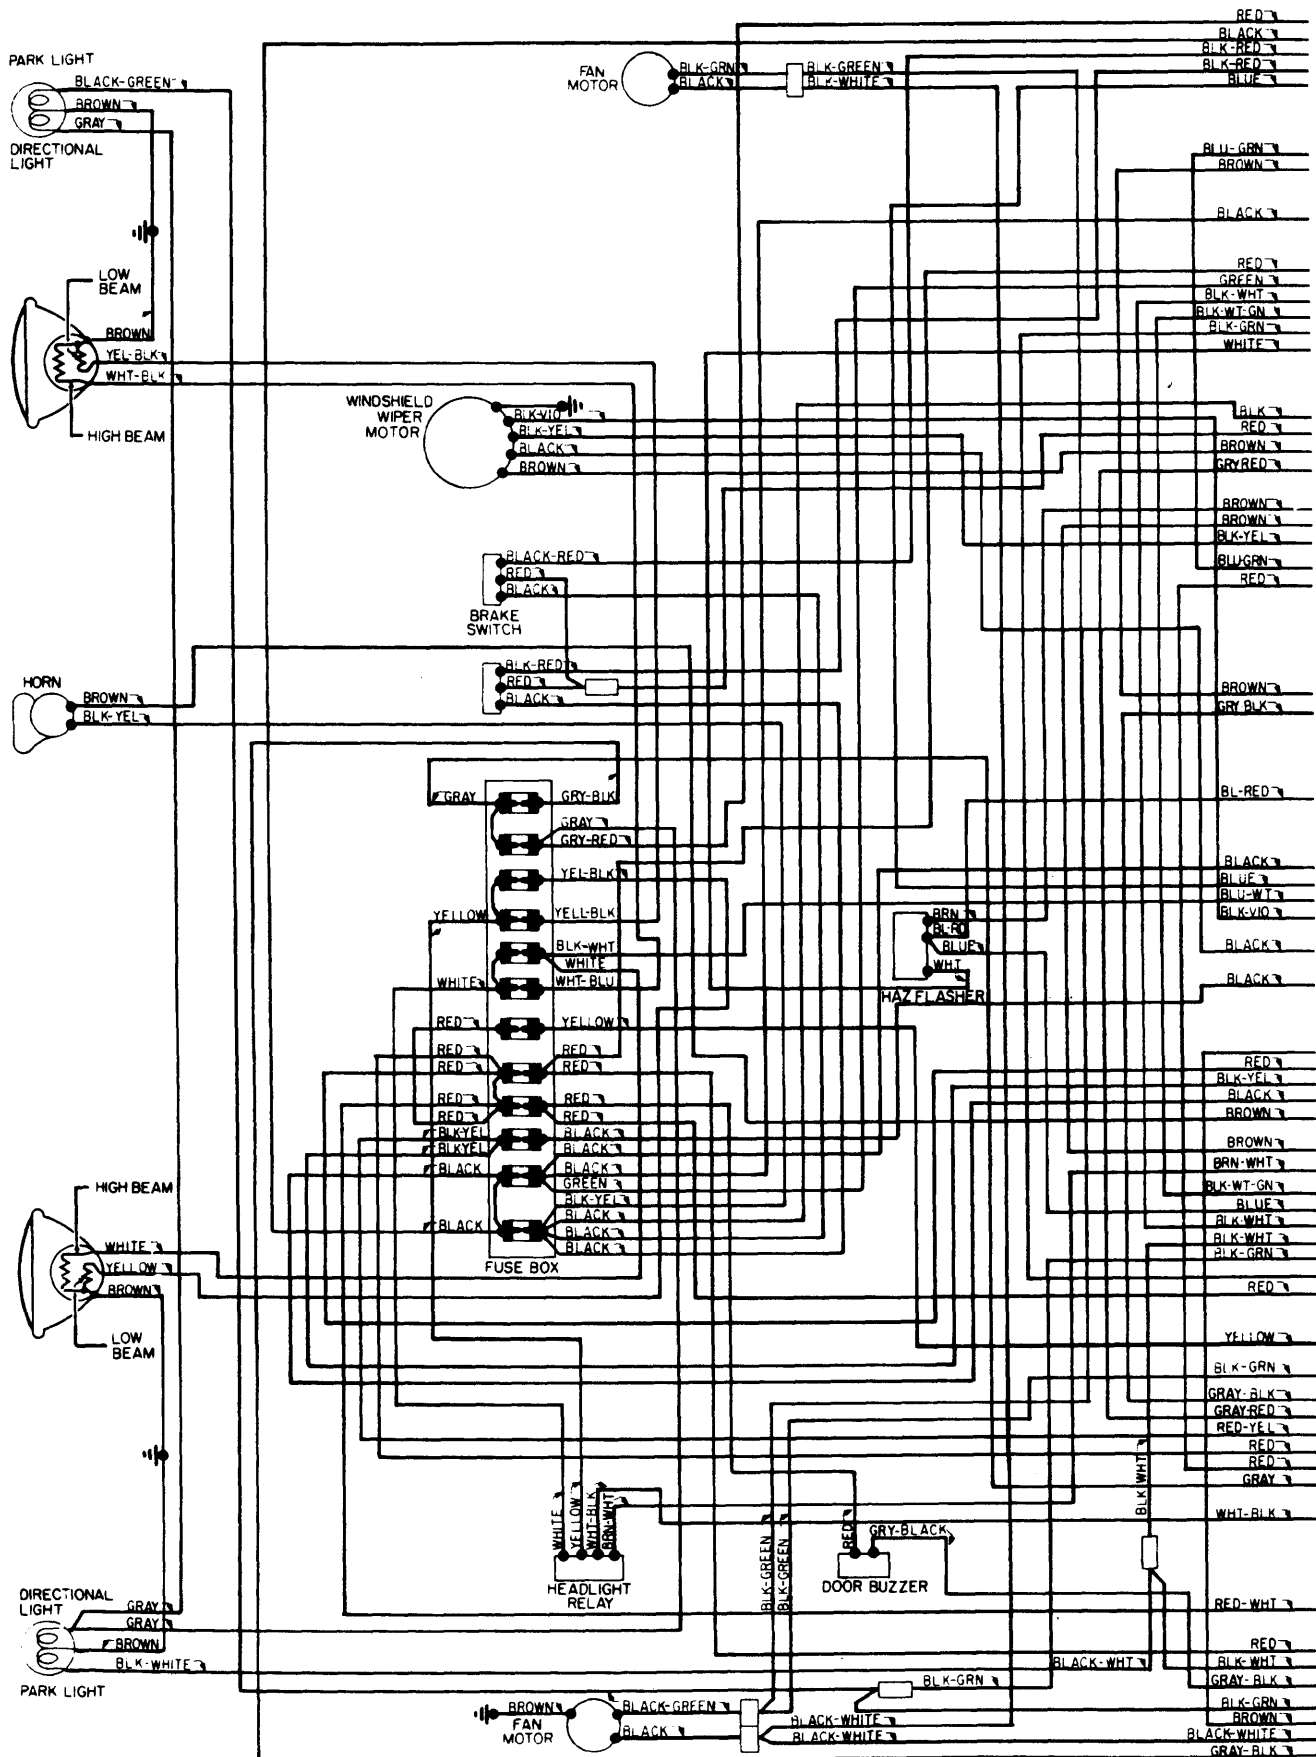 RED
BLACK
BLK-RED
BLK-RED
BLUE
PARK LIGHT
BLACK-GREEN
BROWN
GRAY
DIRECTIONAL
LIGHT
FAN
MOTOR
BLK-GRN
BLACK
BLK-GREEN
BLK-WHITE
BLU-GRN
BROWN
BLACK
RED
GREEN
BLK-WHT
BLK-WT-GN
BLK-GRN
WHITE
LOW
BEAM
BROWN
YEL-BLK
WHT-BLK
HIGH BEAM
WINDSHIELD
WIPER
MOTOR
BLK-VIO
BLK-YEL
BLACK
BROWN
BLK
RED
BROWN
GRYRED
BROWN
BROWN
BLK-YEL
BLU-GRN
RED
BLACK-RED
RED
BLACK
BRAKE
SWITCH
BLK-RED
RED
BLACK
HORN
BROWN
BLK-YEL
BROWN
GRY BLK
BL-RED
GRAY
GRY-BLK
GRAY
GRY-RED
YEL-BLK
YELLOW
YELL-BLK
BLK-WHT
WHITE
WHITE
WHT-BLU
RED
YELLOW
RED
RED
RED
RED
RED
RED
RED
RED
BLK-YEL
BLACK
BLKYEL
BLACK
BLACK
BLACK
GREEN
BLK-YEL
BLACK
BLACK
BLACK
BLACK
FUSE BOX
BLACK
BLUE
BLU-WT
BLK-VIO
BLACK
BLACK
BRN
BL-RD
BLUE
WHT
HAZ FLASHER
RED
BLK-YEL
BLACK
BROWN
BROWN
BRN-WHT
BLK-WT-GN
BLUE
BLK-WHT
BLK-WHT
BLK-GRN
RED
HIGH BEAM
WHITE
YELLOW
BROWN
LOW
BEAM
YELLOW
BLK-GRN
GRAY-BLK
GRAY-RED
RED-YEL
RED
RED
GRAY
WHT-BLK
BLK WHT
WHITE
YELLOW
WHT-BLK
BRN-WHT
HEADLIGHT
RELAY
BLK-GREEN
BLK-GREEN
RED
GRY-BLACK
DOOR BUZZER
DIRECTIONAL
LIGHT
GRAY
GRAY
BROWN
BLK-WHITE
PARK LIGHT
RED-WHT
RED
BLACK-WHT
BLK-WHT
GRAY-BLK
BLK-GRN
BLK-GRN
BROWN
BLACK-WHITE
GRAY-BLK
BROWN
FAN
MOTOR
BLACK-GREEN
BLACK
BLACK-WHITE
BLACK-WHITE